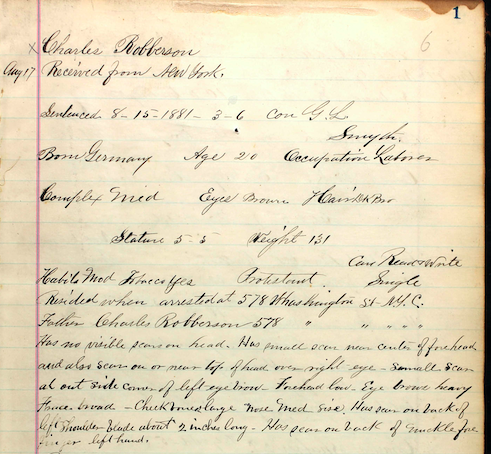 1
6
x Charles Robberson
Aug 17 Received from New York.
Sentenced 8-15-1881- 3-6 con G L
Smyth.
Born Germany Age 20 Occupation Laborer
Complex Med Eyes Brown Hair Dk Bro
Stature 5-5 Weight 131
Can Read & Write
Habits Mod Tobacco Yes Protestant Single
Resided when arrested at 578 Washington St- N.Y.C.
Father Charles Robberson 578 " " " " "
Has no visible scars on head. Has small scar near center of forehead
and also scar on or near top of head over right eye - small scar
at out side corner of left eye brow Forehead low - Eye brows heavy
broad - Cheek bones large nose Med size. Has scar on back of
left shoulder blade about 2 inches long - Has scar on back of knuckle fore
finger left hand.